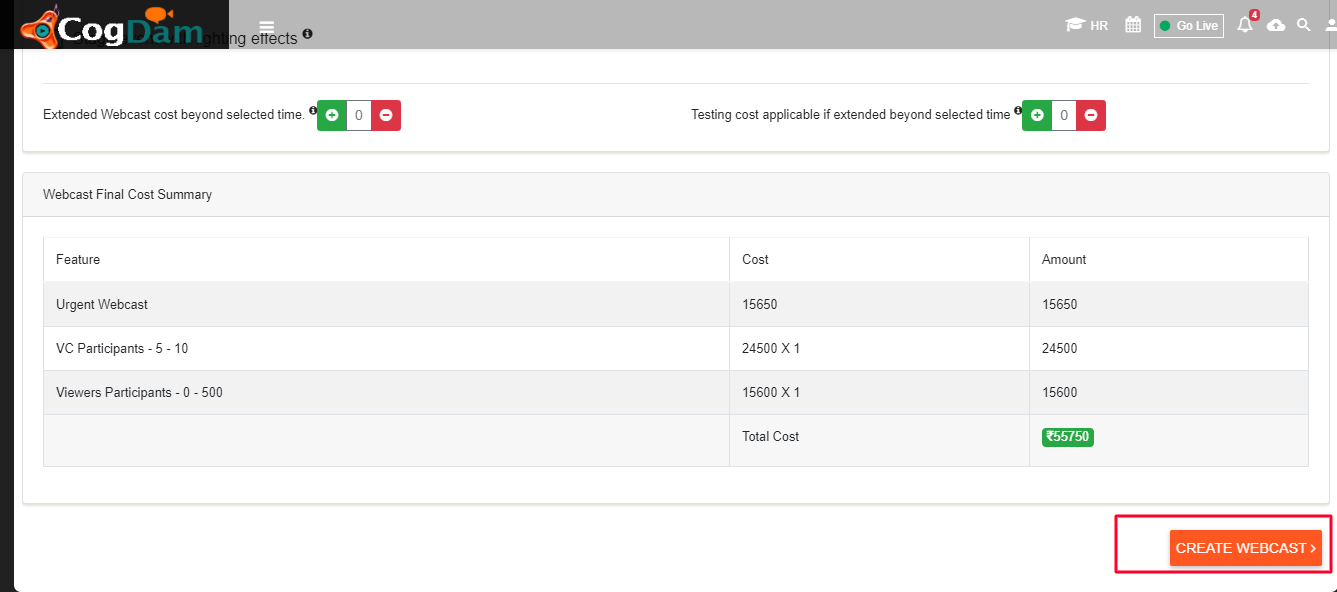 CogDam
HR
Go Live
4
lighting effects
Extended Webcast cost beyond selected time.
0
Testing cost applicable if extended beyond selected time
0
Webcast Final Cost Summary
Feature Cost Amount
Urgent Webcast 15650 15650
VC Participants - 5 - 10 24500 X 1 24500
Viewers Participants - 0 - 500 15600 X 1 15600
Total Cost ₹55750
CREATE WEBCAST ›